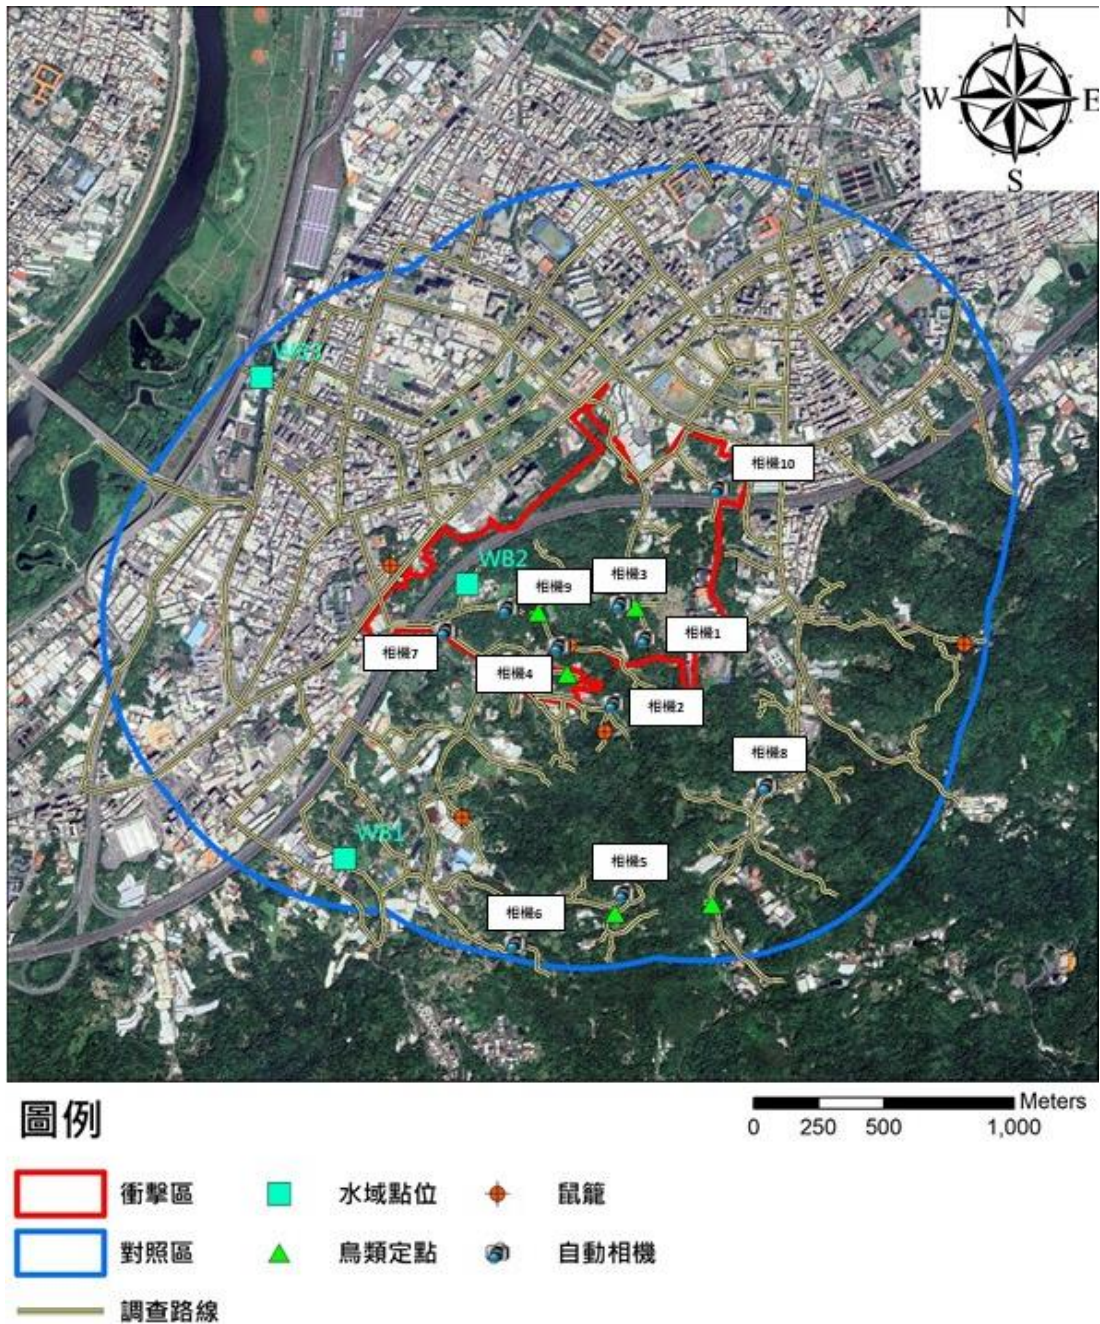 N
W
E
S
WB3
相機10
WB2
相機9
相機3
相機1
相機7
相機4
相機2
相機8
WB1
相機5
相機6
圖例
Meters
0 250 500 1,000
衝擊區 水域點位 鼠籠
對照區 鳥類定點 自動相機
調查路線